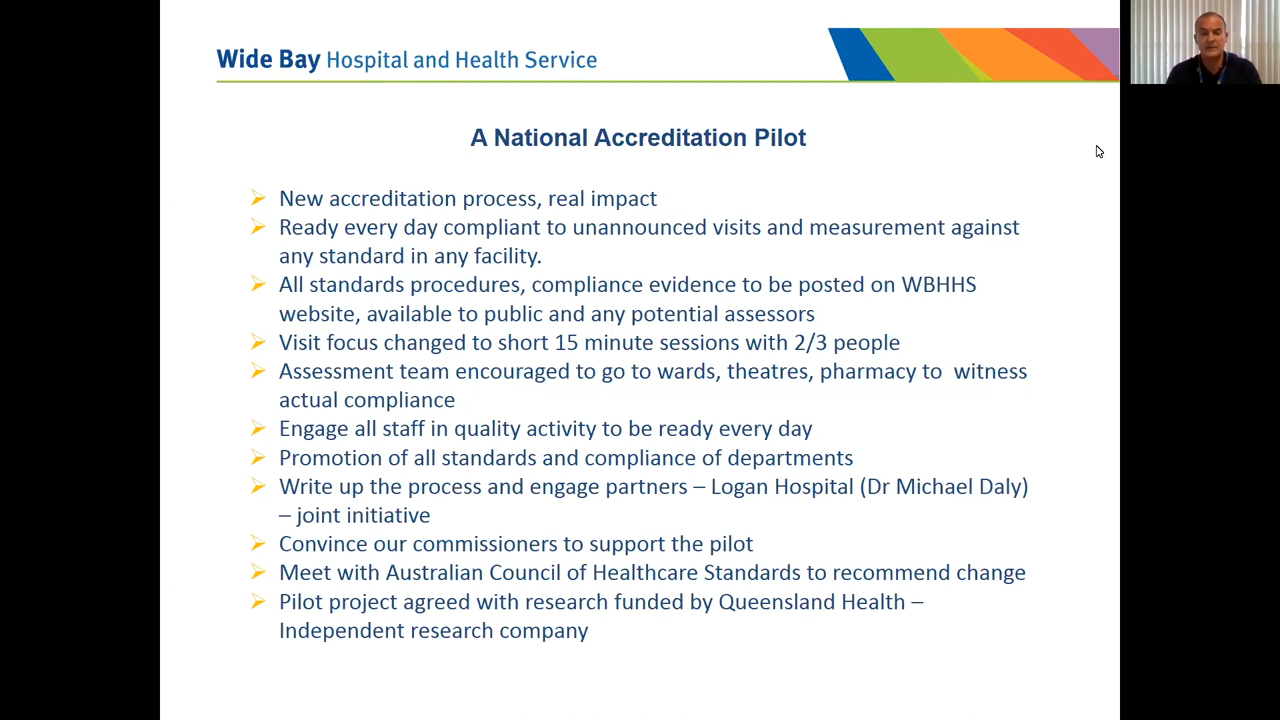 Wide Bay Hospital and Health Service
A National Accreditation Pilot
New accreditation process, real impact
Ready every day compliant to unannounced visits and measurement against
any standard in any facility.
All standards procedures, compliance evidence to be posted on WBHHS
website, available to public and any potential assessors
Visit focus changed to short 15 minute sessions with 2/3 people
Assessment team encouraged to go to wards, theatres, pharmacy to  witness
actual compliance
Engage all staff in quality activity to be ready every day
Promotion of all standards and compliance of departments
Write up the process and engage partners – Logan Hospital (Dr Michael Daly)
– joint initiative
Convince our commissioners to support the pilot
Meet with Australian Council of Healthcare Standards to recommend change
Pilot project agreed with research funded by Queensland Health –
Independent research company